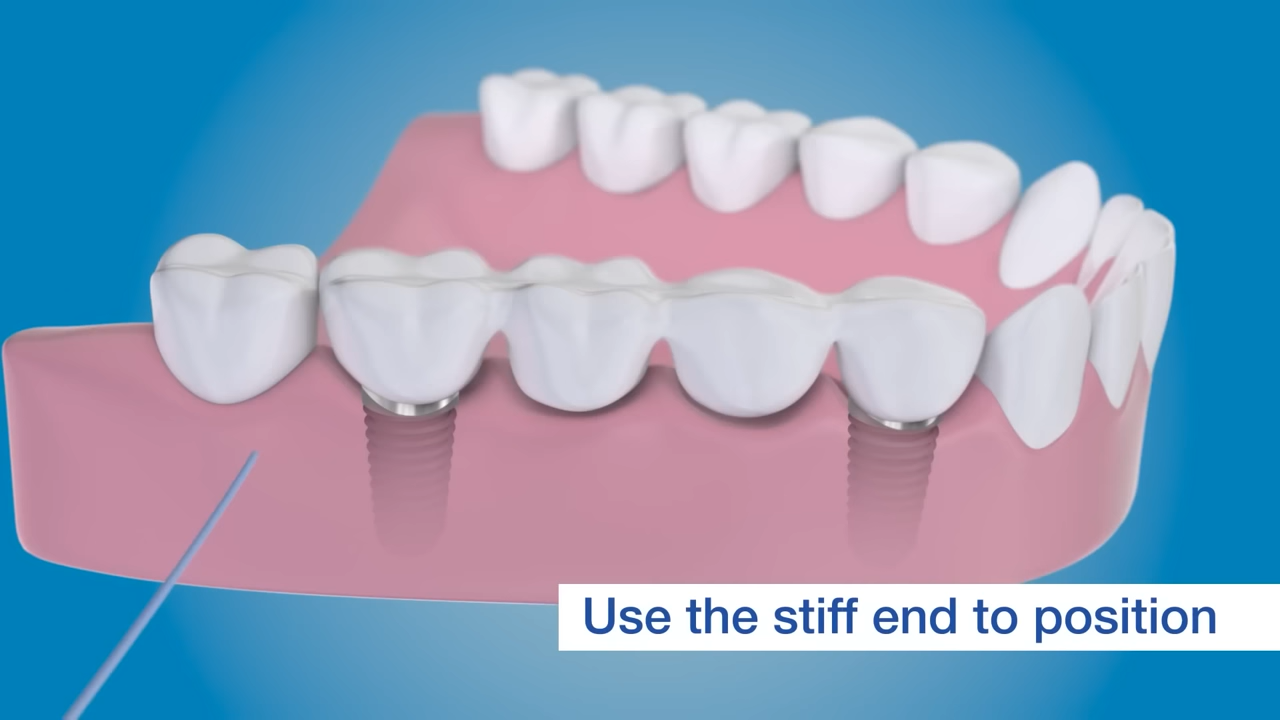 Use the stiff end to position